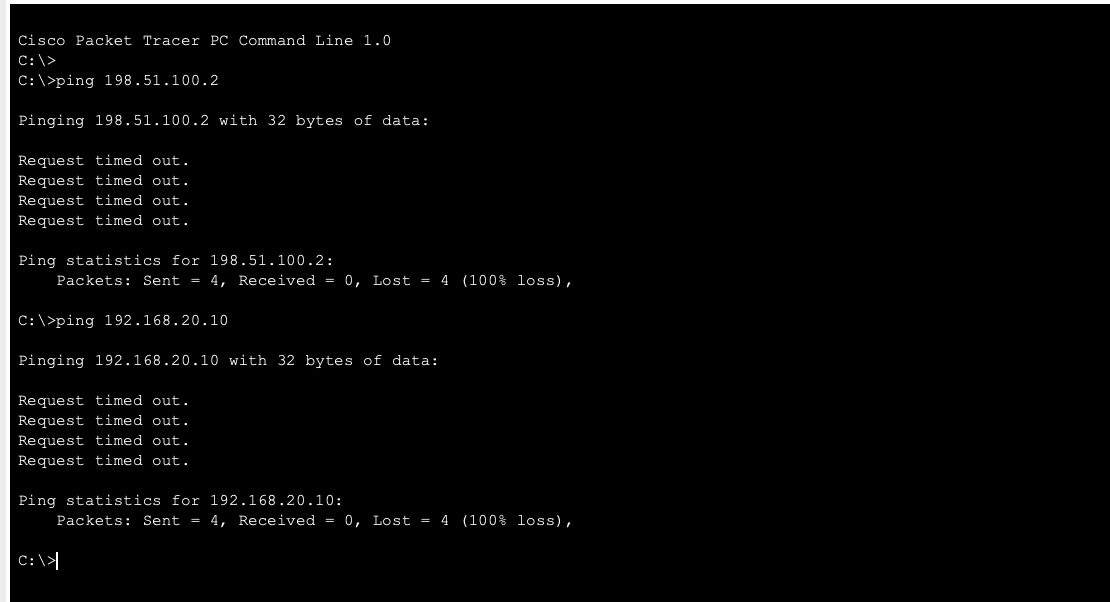 Cisco Packet Tracer PC Command Line 1.0
C:\>
C:\>ping 198.51.100.2
Pinging 198.51.100.2 with 32 bytes of data:
Request timed out.
Request timed out.
Request timed out.
Request timed out.
Ping statistics for 198.51.100.2:
Packets: Sent = 4, Received = 0, Lost = 4 (100% loss),
C:\>ping 192.168.20.10
Pinging 192.168.20.10 with 32 bytes of data:
Request timed out.
Request timed out.
Request timed out.
Request timed out.
Ping statistics for 192.168.20.10:
Packets: Sent = 4, Received = 0, Lost = 4 (100% loss),
C:\>